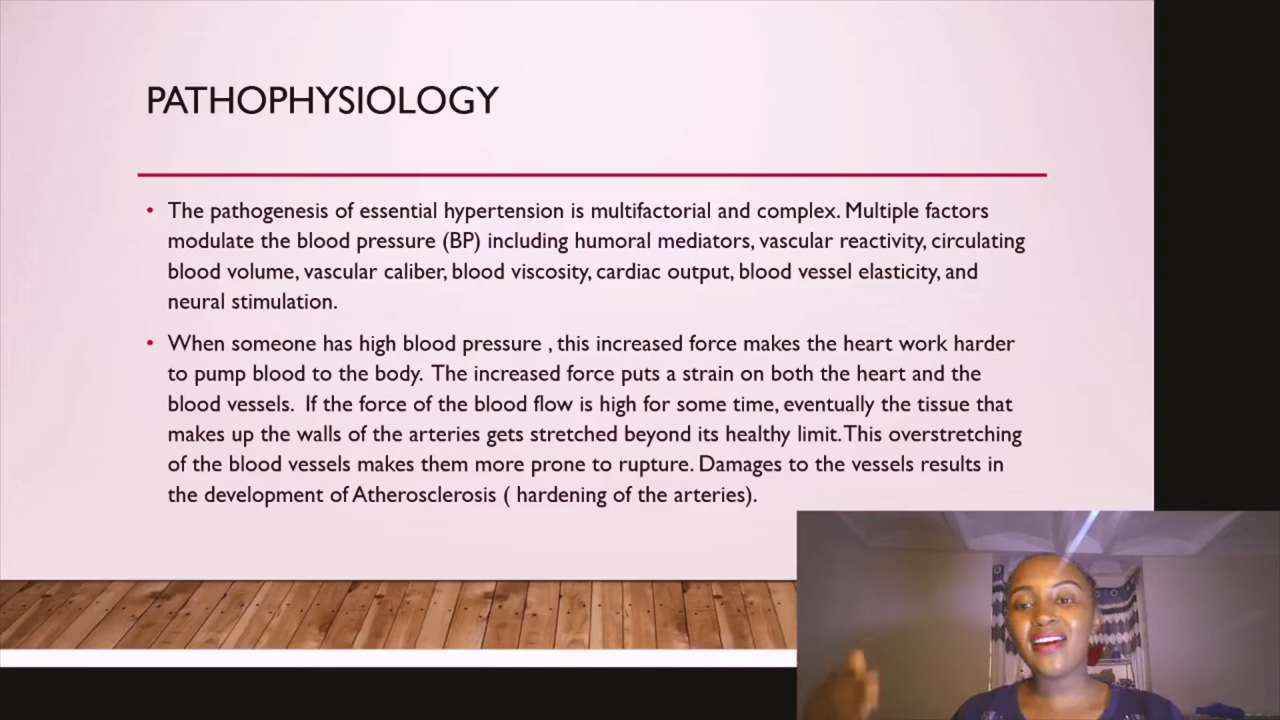 PATHOPHYSIOLOGY
• The pathogenesis of essential hypertension is multifactorial and complex. Multiple factors
modulate the blood pressure (BP) including humoral mediators, vascular reactivity, circulating
blood volume, vascular caliber, blood viscosity, cardiac output, blood vessel elasticity, and
neural stimulation.
• When someone has high blood pressure , this increased force makes the heart work harder
to pump blood to the body.  The increased force puts a strain on both the heart and the
blood vessels.  If the force of the blood flow is high for some time, eventually the tissue that
makes up the walls of the arteries gets stretched beyond its healthy limit. This overstretching
of the blood vessels makes them more prone to rupture. Damages to the vessels results in
the development of Atherosclerosis ( hardening of the arteries).